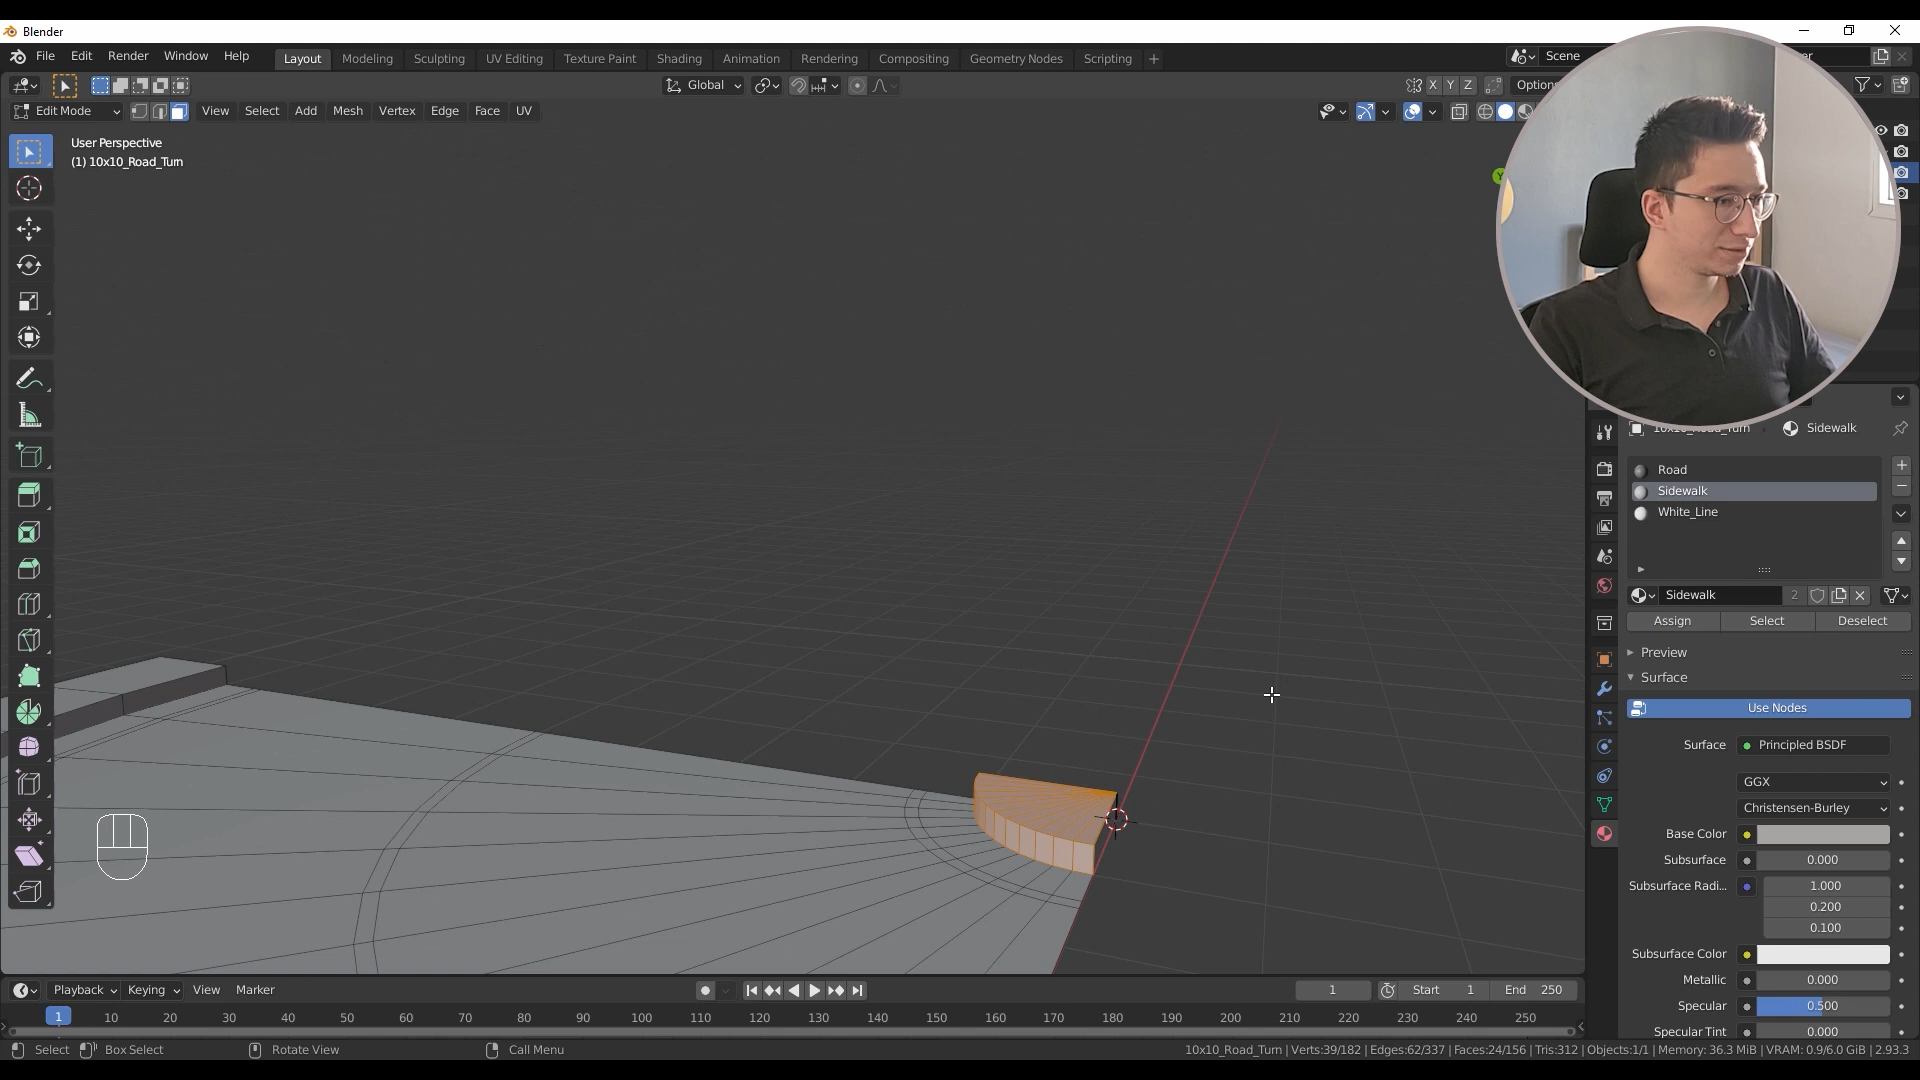 Blender
File Edit Render Window Help
Layout Modeling Sculpting UV Editing Texture Paint Shading Animation Rendering Compositing Geometry Nodes Scripting +
Scene
Global
X Y Z
Options
Edit Mode
View Select Add Mesh Vertex Edge Face UV
User Perspective
(1) 10x10_Road_Turn
Y
10x10_Road_Turn Sidewalk
Road
Sidewalk
White_Line
Sidewalk 2
Assign Select Deselect
Preview
Surface
Use Nodes
Surface Principled BSDF
GGX
Christensen-Burley
Base Color
Subsurface 0.000
Subsurface Radi... 1.000
0.200
0.100
Subsurface Color
Metallic 0.000
Specular 0.500
Specular Tint 0.000
Playback Keying View Marker
1 Start 1 End 250
1 10 20 30 40 50 60 70 80 90 100 110 120 130 140 150 160 170 180 190 200 210 220 230 240 250
Select Box Select Rotate View Call Menu
10x10_Road_Turn | Verts:39/182 | Edges:62/337 | Faces:24/156 | Tris:312 | Objects:1/1 | Memory: 36.3 MiB | VRAM: 0.9/6.0 GiB | 2.93.3